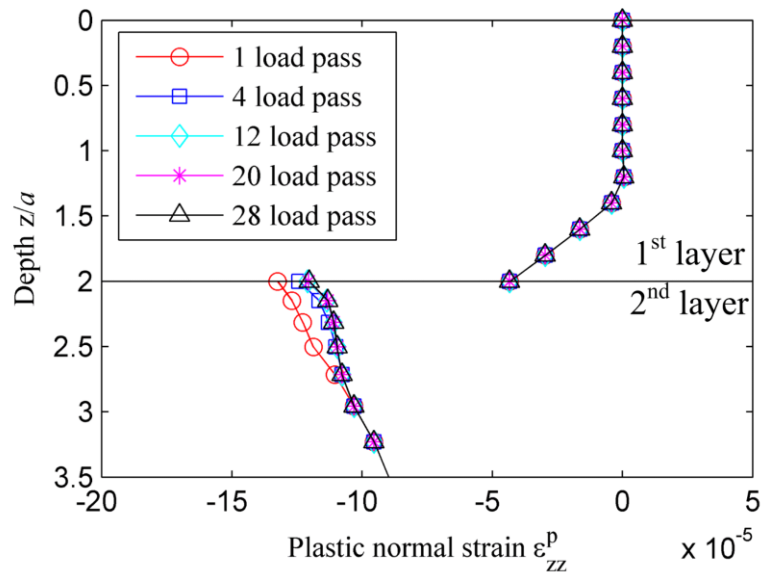 0
0.5
1
1.5
2
2.5
3
3.5
-20
-15
-10
-5
0
5
x 10⁻⁵
Depth z/a
Plastic normal strain εᵖzz
1 load pass
4 load pass
12 load pass
20 load pass
28 load pass
1st layer
2nd layer